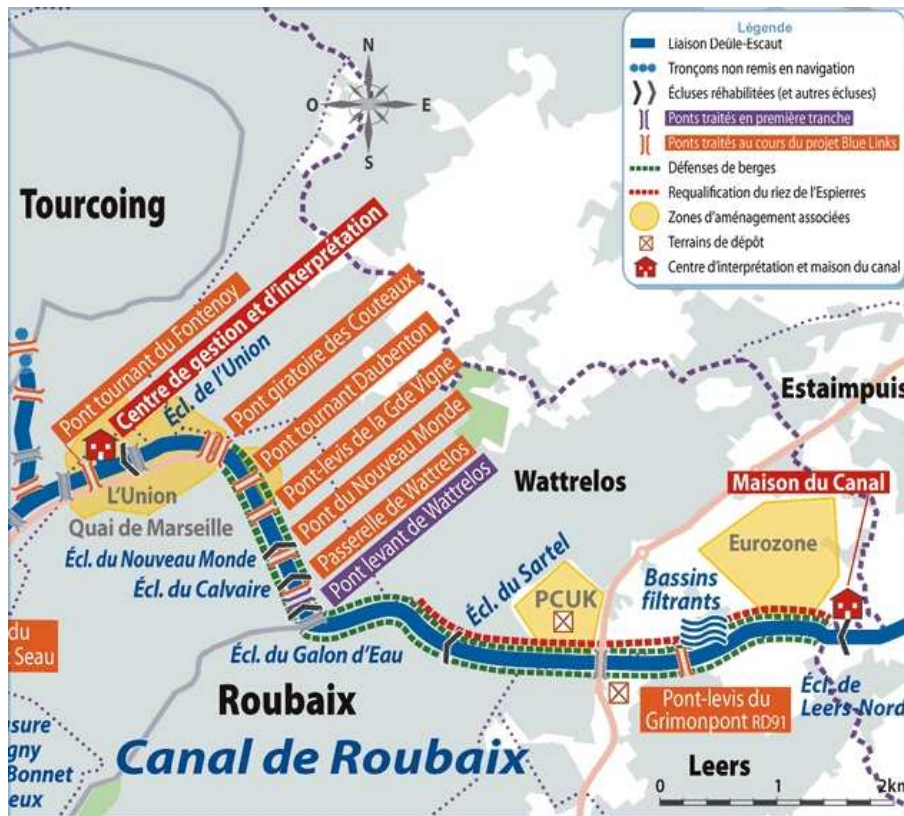 Légende
Liaison Deûle-Escaut
Tronçons non remis en navigation
Écluses réhabilitées (et autres écluses)
Ponts traités en première tranche
Ponts traités au cours du projet Blue Links
Défenses de berges
Requalification du riez de l'Espierres
Zones d'aménagement associées
Terrains de dépôt
Centre d'interprétation et maison du canal
N
O
E
S
Tourcoing
Pont tournant du Fontenoy
Centre de gestion et d'interprétation
Écl. de l'Union
Pont giratoire des Couteaux
Pont tournant Daubenton
Pont-levis de la Gde Vigne
Pont du Nouveau Monde
Passerelle de Wattrelos
Pont levant de Wattrelos
Estaimpuis
Wattrelos
Maison du Canal
L'Union
Quai de Marseille
Eurozone
Écl. du Nouveau Monde
Écl. du Calvaire
Écl. du Sartel
PCUK
Bassins
filtrants
du
Seau
Écl. du Galon d'Eau
Roubaix
Pont-levis du
Grimonpont RD91
Écl. de
Leers-Nord
Canal de Roubaix
Leers
sure
gny
Bonnet
eux
0 1 2km